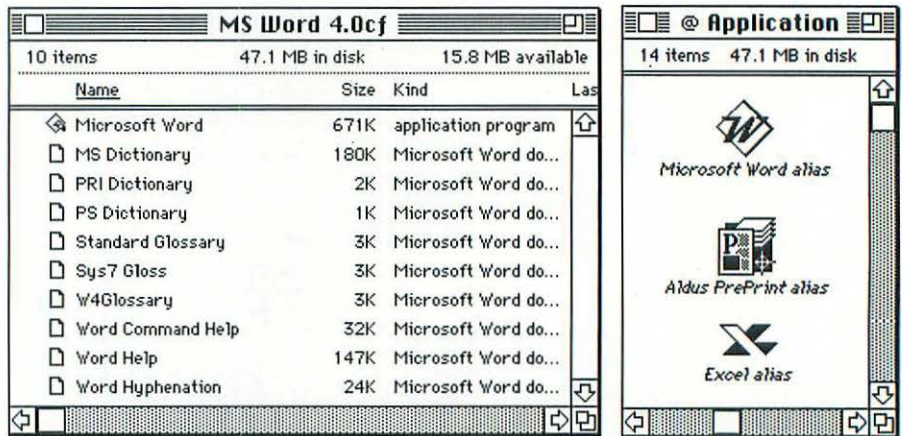 MS Word 4.0cf
10 items 47.1 MB in disk 15.8 MB available
Name Size Kind Las
Microsoft Word 671K application program
MS Dictionary 180K Microsoft Word do...
PRI Dictionary 2K Microsoft Word do...
PS Dictionary 1K Microsoft Word do...
Standard Glossary 3K Microsoft Word do...
Sys7 Gloss 3K Microsoft Word do...
W4Glossary 3K Microsoft Word do...
Word Command Help 32K Microsoft Word do...
Word Help 147K Microsoft Word do...
Word Hyphenation 24K Microsoft Word do...
@ Application
14 items 47.1 MB in disk
Microsoft Word alias
Aldus PrePrint alias
Excel alias